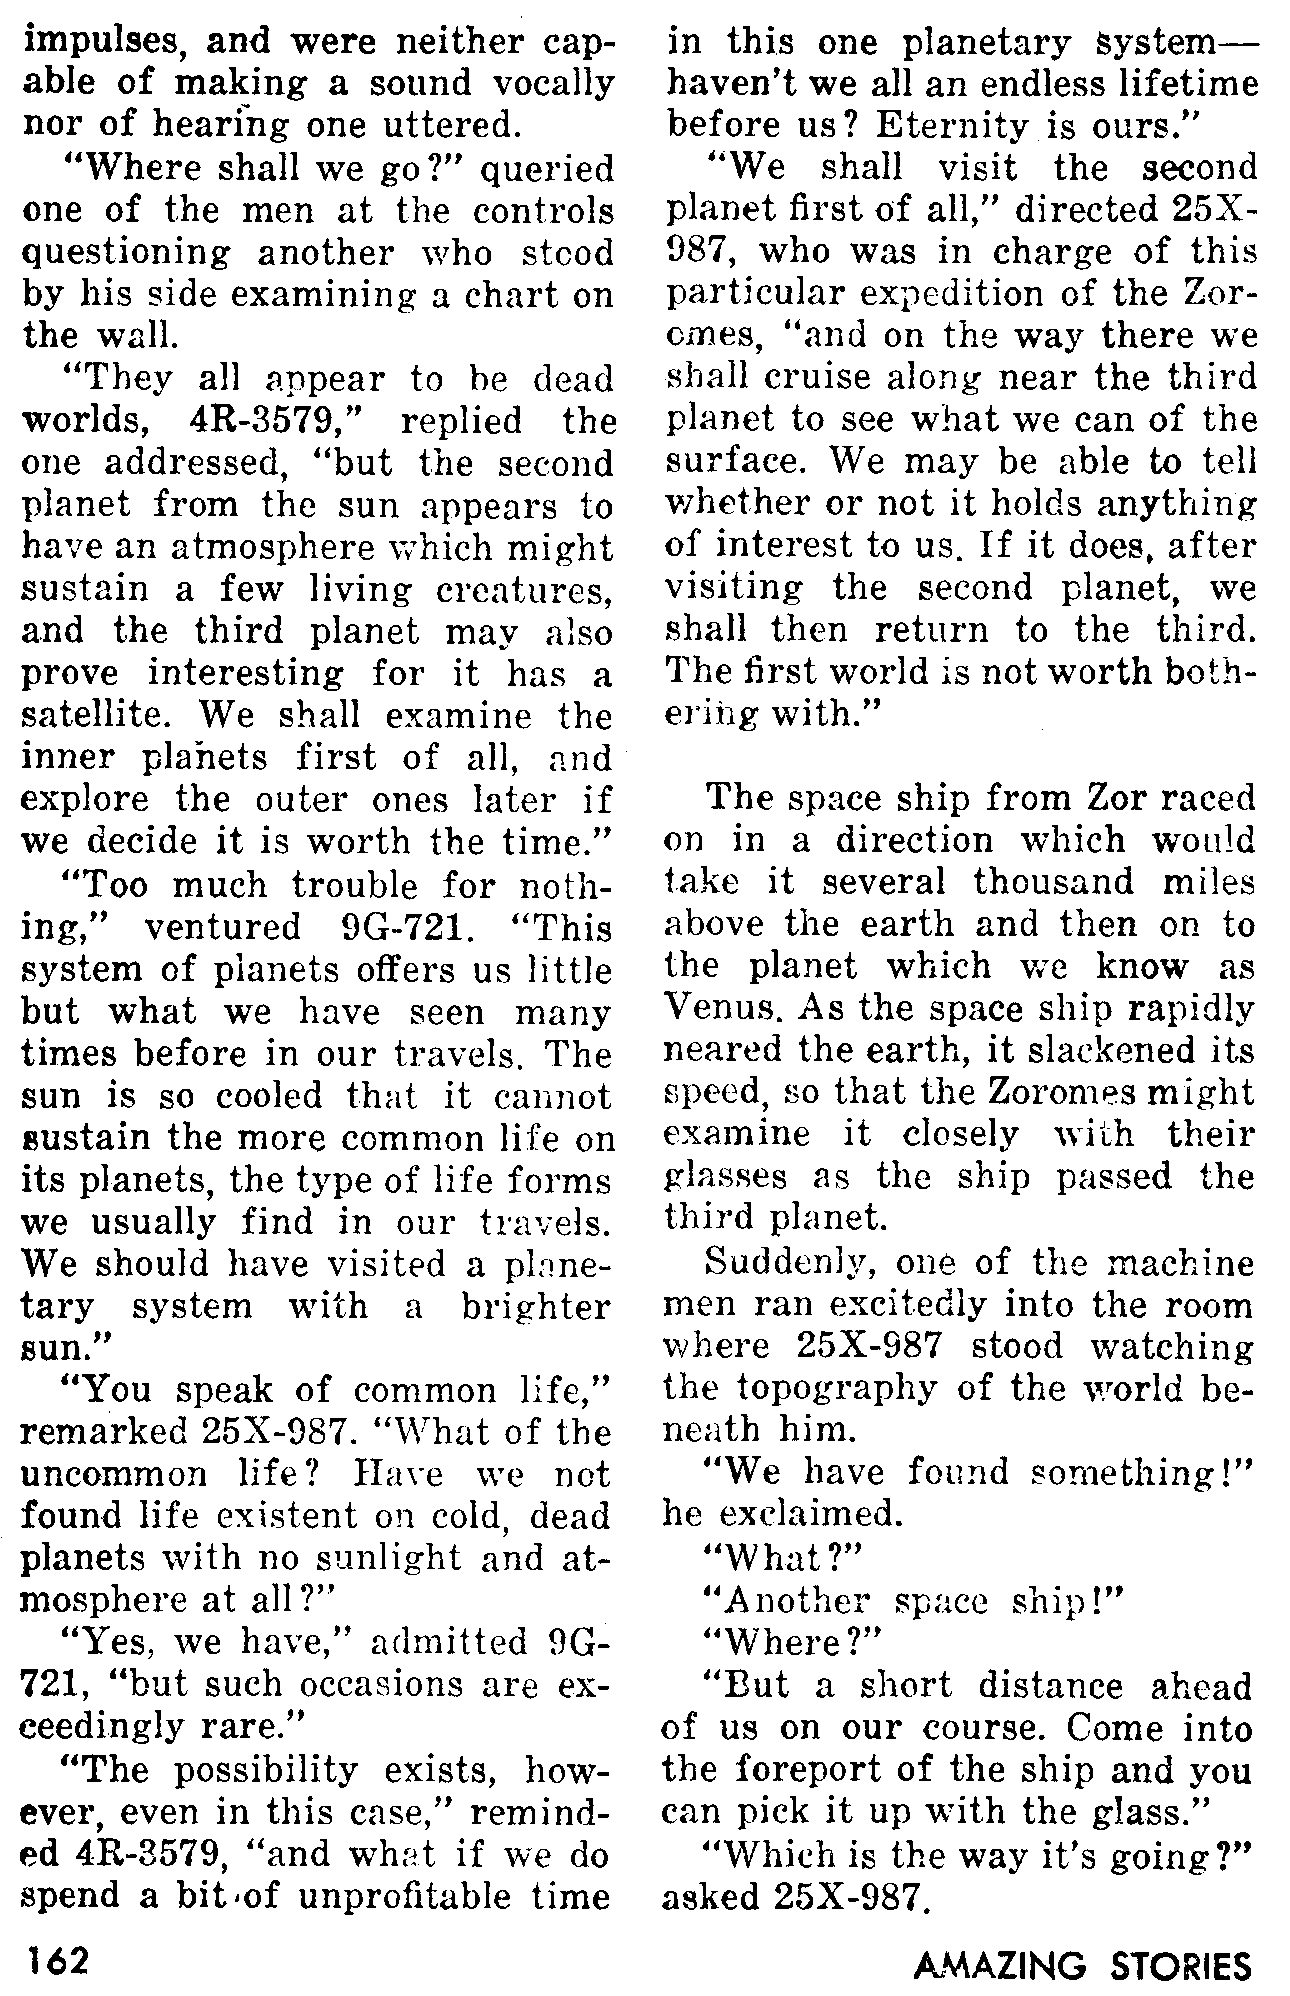 impulses, and were neither cap-
able of making a sound vocally
nor of hearing one uttered.
“Where shall we go?” queried
one of the men at the controls
questioning another who stood
by his side examining a chart on
the wall.
“They all appear to be dead
worlds, 4R-3579,” replied the
one addressed, “but the second
planet from the sun appears to
have an atmosphere which might
sustain a few living creatures,
and the third planet may also
prove interesting for it has a
satellite. We shall examine the
inner planets first of all, and
explore the outer ones later if
we decide it is worth the time.”
“Too much trouble for noth-
ing,” ventured 9G-721. “This
system of planets offers us little
but what we have seen many
times before in our travels. The
sun is so cooled that it cannot
sustain the more common life on
its planets, the type of life forms
we usually find in our travels.
We should have visited a plane-
tary system with a brighter
sun.”
“You speak of common life,”
remarked 25X-987. “What of the
uncommon life? Have we not
found life existent on cold, dead
planets with no sunlight and at-
mosphere at all?”
“Yes, we have,” admitted 9G-
721, “but such occasions are ex-
ceedingly rare.”
“The possibility exists, how-
ever, even in this case,” remind-
ed 4R-3579, “and what if we do
spend a bit of unprofitable time
in this one planetary system—
haven’t we all an endless lifetime
before us? Eternity is ours.”
“We shall visit the second
planet first of all,” directed 25X-
987, who was in charge of this
particular expedition of the Zor-
omes, “and on the way there we
shall cruise along near the third
planet to see what we can of the
surface. We may be able to tell
whether or not it holds anything
of interest to us. If it does, after
visiting the second planet, we
shall then return to the third.
The first world is not worth both-
ering with.”
The space ship from Zor raced
on in a direction which would
take it several thousand miles
above the earth and then on to
the planet which we know as
Venus. As the space ship rapidly
neared the earth, it slackened its
speed, so that the Zoromes might
examine it closely with their
glasses as the ship passed the
third planet.
Suddenly, one of the machine
men ran excitedly into the room
where 25X-987 stood watching
the topography of the world be-
neath him.
“We have found something!”
he exclaimed.
“What?”
“Another space ship!”
“Where?”
“But a short distance ahead
of us on our course. Come into
the foreport of the ship and you
can pick it up with the glass.”
“Which is the way it’s going?”
asked 25X-987.
162
AMAZING STORIES